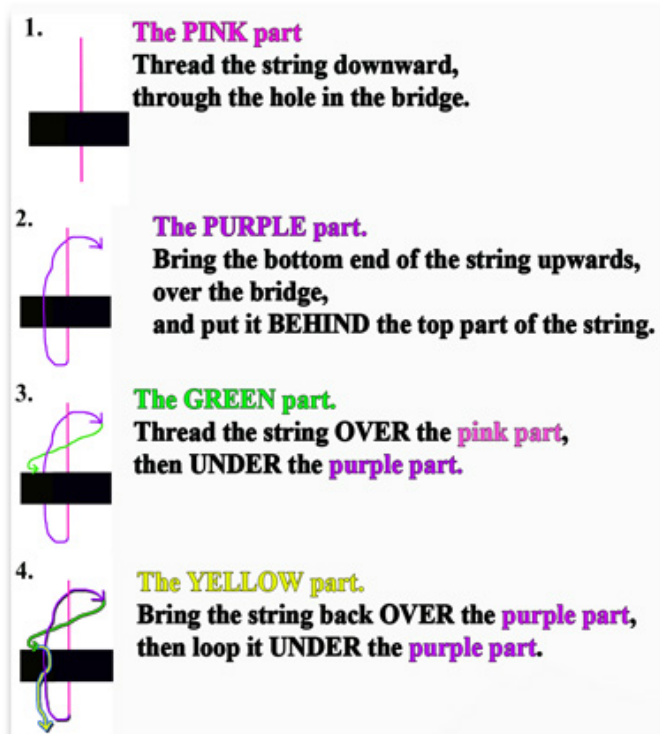 1.
The PINK part
Thread the string downward,
through the hole in the bridge.
2.
The PURPLE part.
Bring the bottom end of the string upwards,
over the bridge,
and put it BEHIND the top part of the string.
3.
The GREEN part.
Thread the string OVER the pink part,
then UNDER the purple part.
4.
The YELLOW part.
Bring the string back OVER the purple part,
then loop it UNDER the purple part.